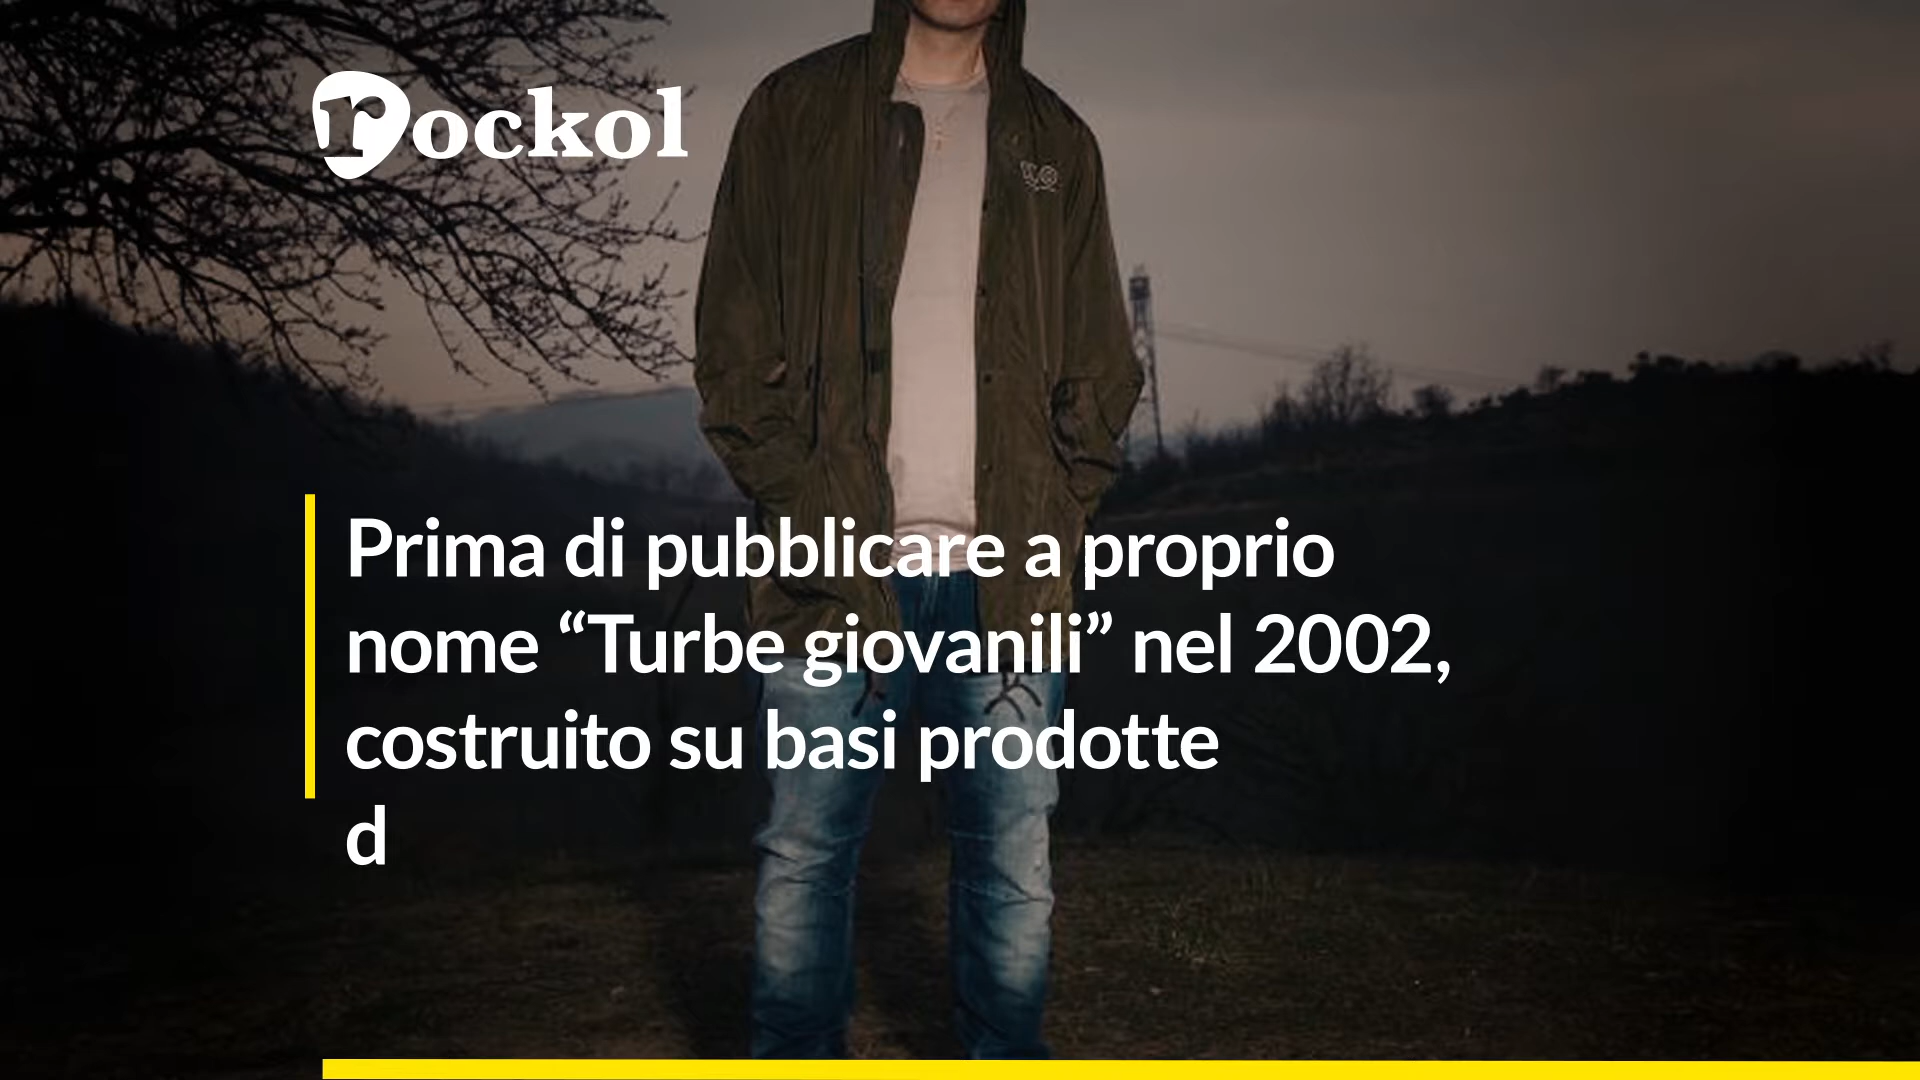 rockol
Prima di pubblicare a proprio
nome “Turbe giovanili” nel 2002,
costruito su basi prodotte
d